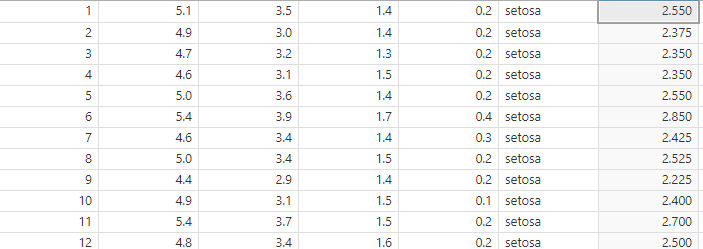 1 5.1 3.5 1.4 0.2 setosa 2.550
2 4.9 3.0 1.4 0.2 setosa 2.375
3 4.7 3.2 1.3 0.2 setosa 2.350
4 4.6 3.1 1.5 0.2 setosa 2.350
5 5.0 3.6 1.4 0.2 setosa 2.550
6 5.4 3.9 1.7 0.4 setosa 2.850
7 4.6 3.4 1.4 0.3 setosa 2.425
8 5.0 3.4 1.5 0.2 setosa 2.525
9 4.4 2.9 1.4 0.2 setosa 2.225
10 4.9 3.1 1.5 0.1 setosa 2.400
11 5.4 3.7 1.5 0.2 setosa 2.700
12 4.8 3.4 1.6 0.2 setosa 2.500